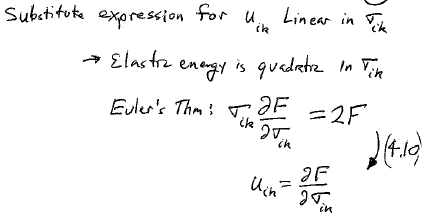 Substitute expression for u_ik Linear in σ_ik
→ Elastic energy is quadratic in σ_ik
Euler's Thm: σ_ik ∂F/∂σ_ik = 2F
(4.10)
u_ik = ∂F/∂σ_ik